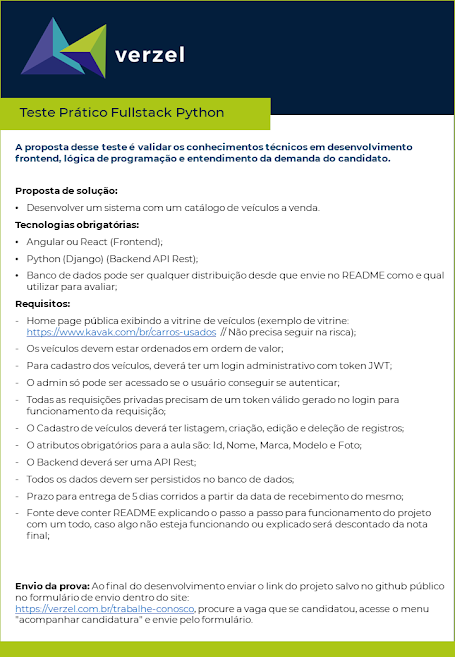 verzel
Teste Prático Fullstack Python
A proposta desse teste é validar os conhecimentos técnicos em desenvolvimento
frontend, lógica de programação e entendimento da demanda do candidato.
Proposta de solução:
• Desenvolver um sistema com um catálogo de veículos a venda.
Tecnologias obrigatórias:
• Angular ou React (Frontend);
• Python (Django) (Backend API Rest);
• Banco de dados pode ser qualquer distribuição desde que envie no README como e qual
utilizar para avaliar;
Requisitos:
- Home page pública exibindo a vitrine de veículos (exemplo de vitrine:
https://www.kavak.com/br/carros-usados // Não precisa seguir na risca);
- Os veículos devem estar ordenados em ordem de valor;
- Para cadastro dos veículos, deverá ter um login administrativo com token JWT;
- O admin só pode ser acessado se o usuário conseguir se autenticar;
- Todas as requisições privadas precisam de um token válido gerado no login para
funcionamento da requisição;
- O Cadastro de veículos deverá ter listagem, criação, edição e deleção de registros;
- O atributos obrigatórios para a aula são: Id, Nome, Marca, Modelo e Foto;
- O Backend deverá ser uma API Rest;
- Todos os dados devem ser persistidos no banco de dados;
- Prazo para entrega de 5 dias corridos a partir da data de recebimento do mesmo;
- Fonte deve conter README explicando o passo a passo para funcionamento do projeto
com um todo, caso algo não esteja funcionando ou explicado será descontado da nota
final;
Envio da prova: Ao final do desenvolvimento enviar o link do projeto salvo no github público
no formulário de envio dentro do site:
https://verzel.com.br/trabalhe-conosco, procure a vaga que se candidatou, acesse o menu
"acompanhar candidatura" e envie pelo formulário.